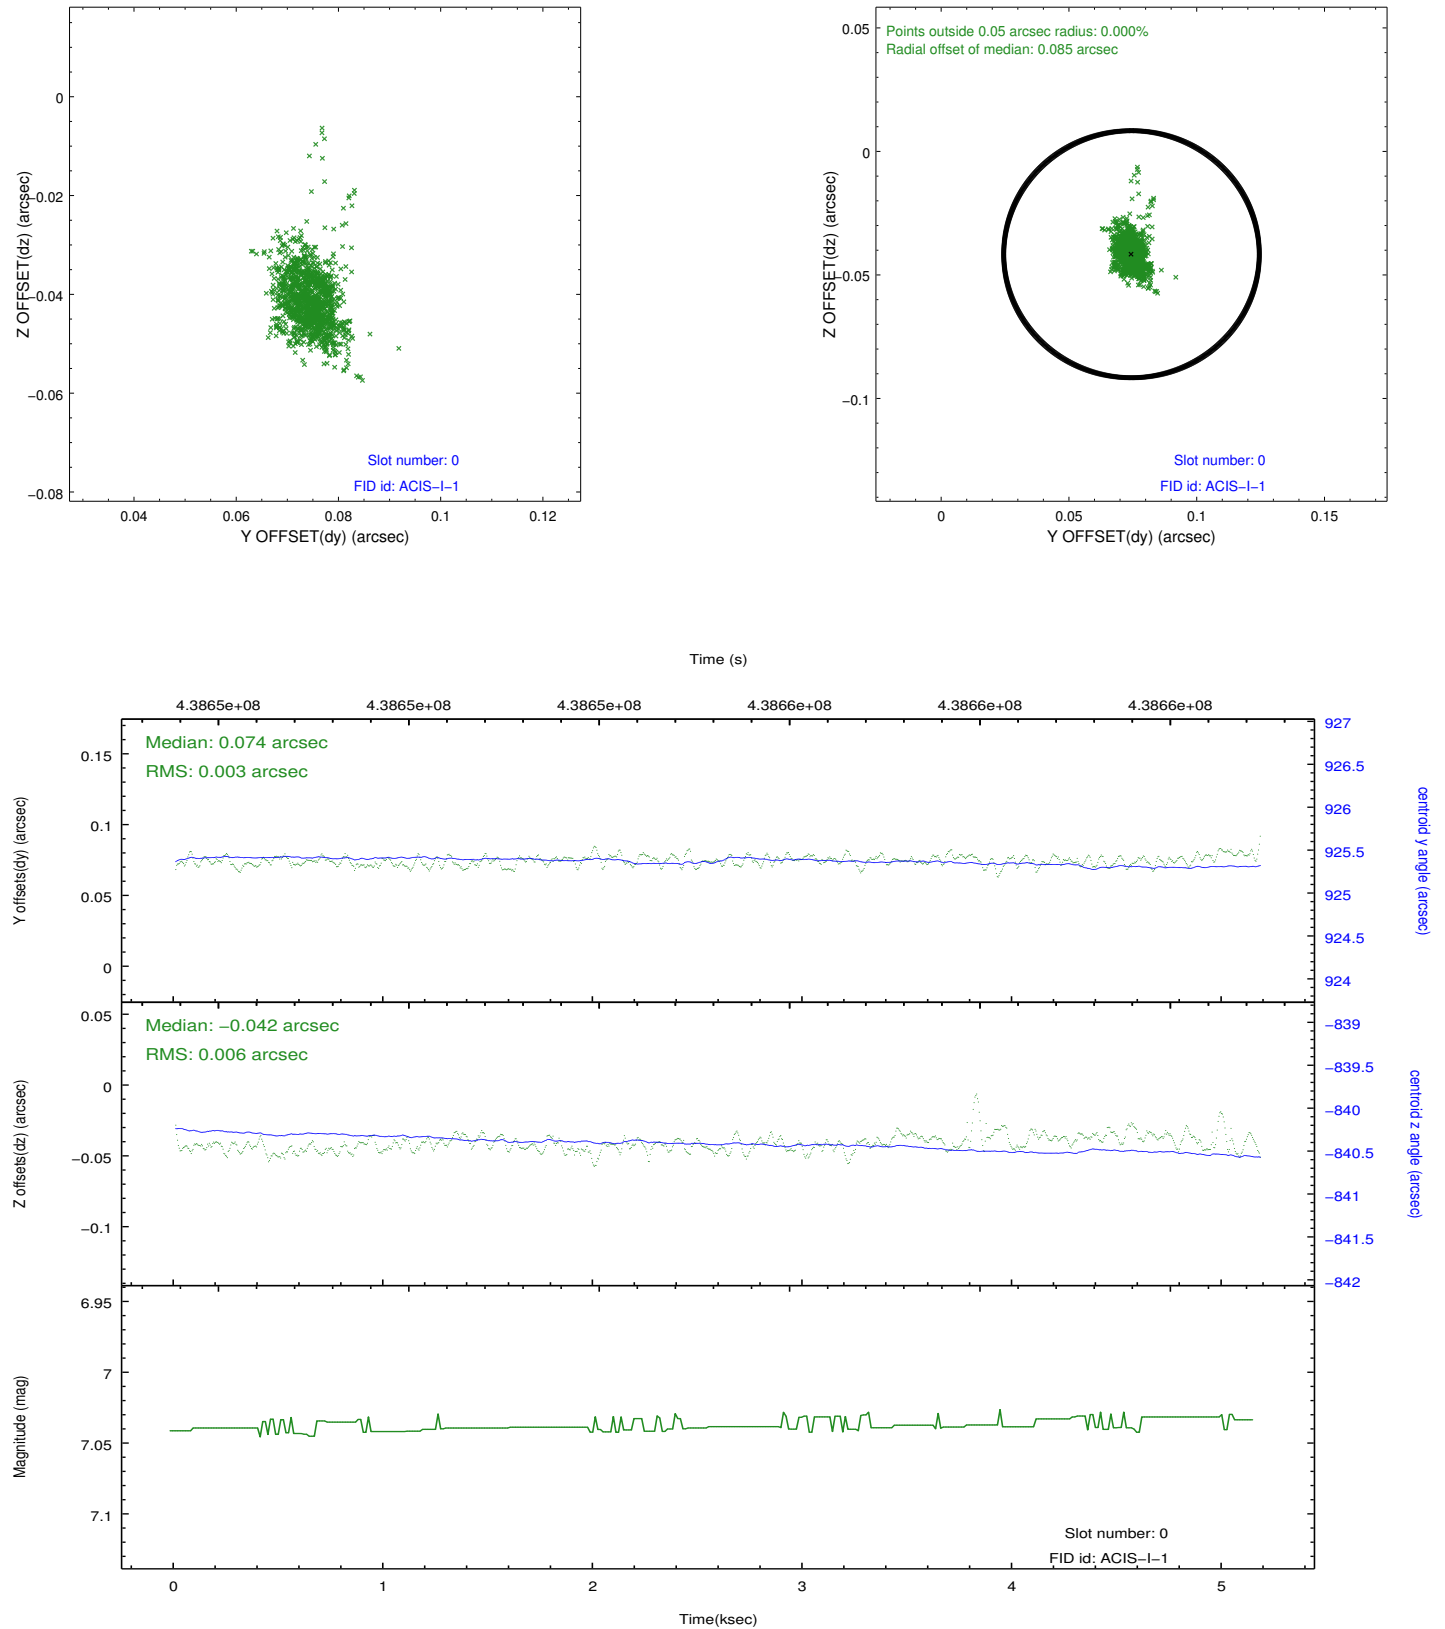 0
−0.02
−0.04
−0.06
−0.08
Z OFFSET(dz) (arcsec)
Slot number: 0
FID id: ACIS−I−1
0.04 0.06 0.08 0.1 0.12
Y OFFSET(dy) (arcsec)
0.05
0
−0.05
−0.1
Z OFFSET(dz) (arcsec)
Points outside 0.05 arcsec radius: 0.000%
Radial offset of median: 0.085 arcsec
Slot number: 0
FID id: ACIS−I−1
0 0.05 0.1 0.15
Y OFFSET(dy) (arcsec)
Time (s)
4.3865e+08 4.3865e+08 4.3865e+08 4.3866e+08 4.3866e+08 4.3866e+08
Median: 0.074 arcsec
RMS: 0.003 arcsec
0.15
0.1
0.05
0
Y offsets(dy) (arcsec)
927
926.5
926
925.5
925
924.5
924
centroid y angle (arcsec)
Median: −0.042 arcsec
RMS: 0.006 arcsec
0.05
0
−0.05
−0.1
Z offsets(dz) (arcsec)
−839
−839.5
−840
−840.5
−841
−841.5
−842
centroid z angle (arcsec)
6.95
7
7.05
7.1
Magnitude (mag)
Slot number: 0
FID id: ACIS−I−1
0 1 2 3 4 5
Time(ksec)